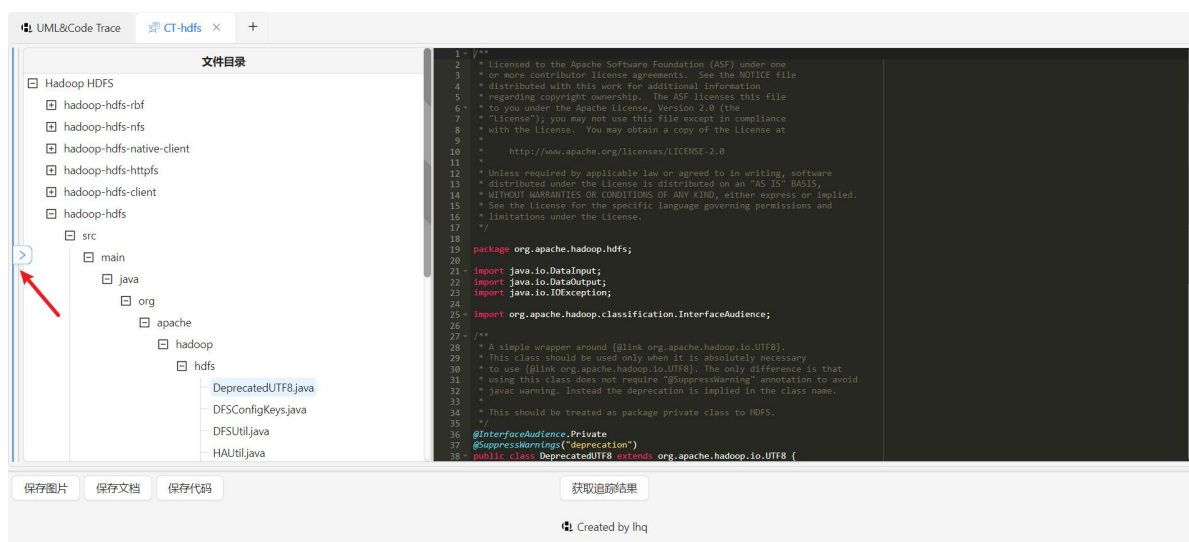 UML&Code Trace
CT-hdfs × +
文件目录
Hadoop HDFS
hadoop-hdfs-rbf
hadoop-hdfs-nfs
hadoop-hdfs-native-client
hadoop-hdfs-httpfs
hadoop-hdfs-client
hadoop-hdfs
src
main
java
org
apache
hadoop
hdfs
DeprecatedUTF8.java
DFSConfigKeys.java
DFSUtil.java
HAUtil.java
1 /**
2 * Licensed to the Apache Software Foundation (ASF) under one
3 * or more contributor license agreements. See the NOTICE file
4 * distributed with this work for additional information
5 * regarding copyright ownership. The ASF licenses this file
6 * to you under the Apache License, Version 2.0 (the
7 * "License"); you may not use this file except in compliance
8 * with the License. You may obtain a copy of the License at
9 *
10 * http://www.apache.org/licenses/LICENSE-2.0
11 *
12 * Unless required by applicable law or agreed to in writing, software
13 * distributed under the License is distributed on an "AS IS" BASIS,
14 * WITHOUT WARRANTIES OR CONDITIONS OF ANY KIND, either express or implied.
15 * See the License for the specific language governing permissions and
16 * limitations under the License.
17 */
18
19 package org.apache.hadoop.hdfs;
20
21 import java.io.DataInput;
22 import java.io.DataOutput;
23 import java.io.IOException;
24
25 import org.apache.hadoop.classification.InterfaceAudience;
26
27 /**
28 * A simple wrapper around {@link org.apache.hadoop.io.UTF8}.
29 * This class should be used only when it is absolutely necessary
30 * to use {@link org.apache.hadoop.io.UTF8}. The only difference is that
31 * using this class does not require "@SuppressWarning" annotation to avoid
32 * javac warning. Instead the deprecation is implied in the class name.
33 *
34 * This should be treated as package private class to HDFS.
35 */
36 @InterfaceAudience.Private
37 @SuppressWarnings("deprecation")
38 public class DeprecatedUTF8 extends org.apache.hadoop.io.UTF8 {
保存图片 保存文档 保存代码 获取追踪结果
Created by lhq